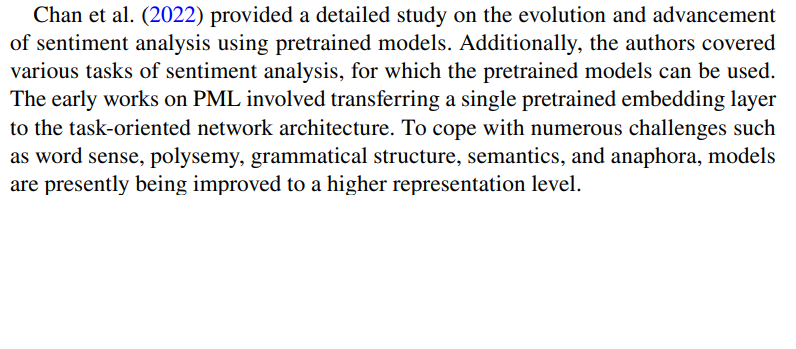 Chan et al. (2022) provided a detailed study on the evolution and advancement
of sentiment analysis using pretrained models. Additionally, the authors covered
various tasks of sentiment analysis, for which the pretrained models can be used.
The early works on PML involved transferring a single pretrained embedding layer
to the task-oriented network architecture. To cope with numerous challenges such
as word sense, polysemy, grammatical structure, semantics, and anaphora, models
are presently being improved to a higher representation level.